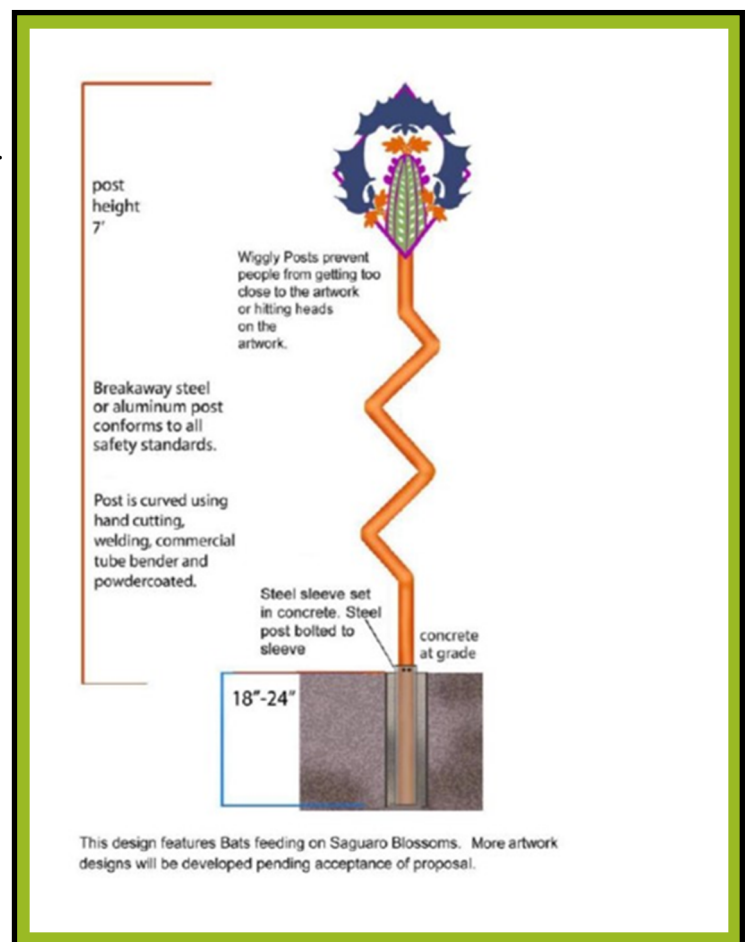 post
height
7'
Wiggly Posts prevent
people from getting too
close to the artwork
or hitting heads
on the
artwork.
Breakaway steel
or aluminum post
conforms to all
safety standards.
Post is curved using
hand cutting,
welding, commercial
tube bender and
powdercoated.
Steel sleeve set
in concrete. Steel
post bolted to
sleeve
concrete
at grade
18"-24"
This design features Bats feeding on Saguaro Blossoms. More artwork
designs will be developed pending acceptance of proposal.